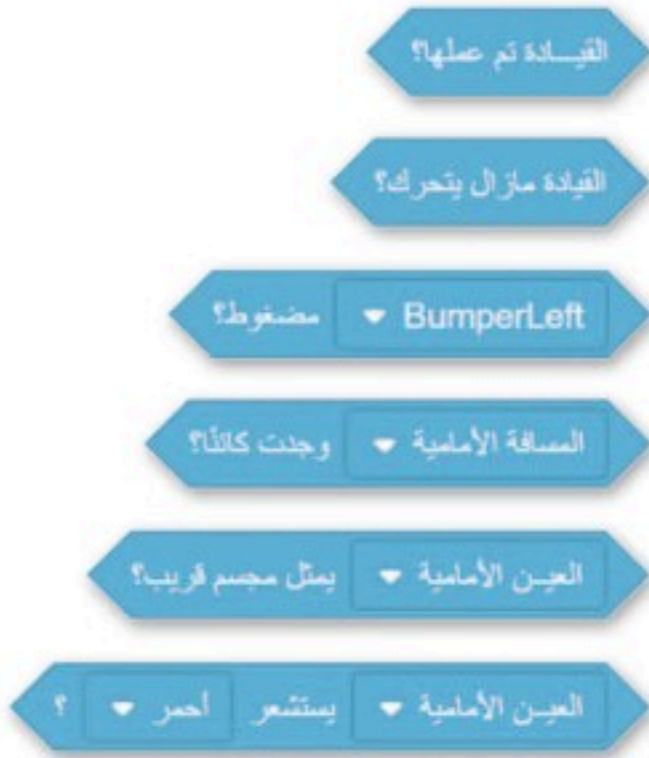 القيــادة تم عملها؟
القيادة مازال يتحرك؟
BumperLeft مضغوط؟
المسافة الأمامية وجدت كائنًا؟
العيــن الأمامية يمثل مجسم قريب؟
العيــن الأمامية يستشعر أحمر ؟